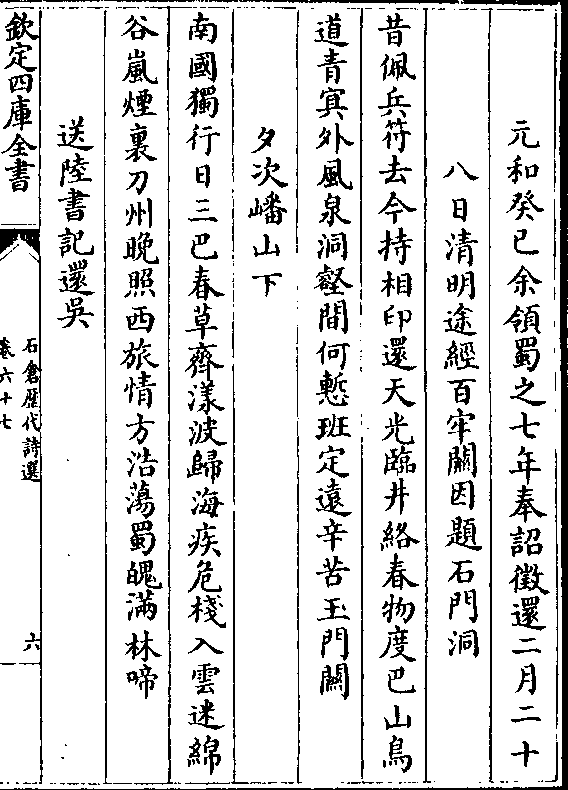 元和癸已余領蜀之七年奉詔徵還二月二十
八日清明途經百牢關因題石門洞
昔佩兵符去今持相印還天光臨井絡春物度巴山鳥
道青冥外風泉洞壑間何慙班定遠辛苦玉門關
夕次蟠山下
南國獨行日三巴春草齊漾波歸海疾危棧入雲迷綿
谷嵐煙裏刀州晚照西旅情方浩蕩蜀魄滿林啼
送陸書記還吳
欽定四庫全書
石倉歷代詩選
卷六十七
六